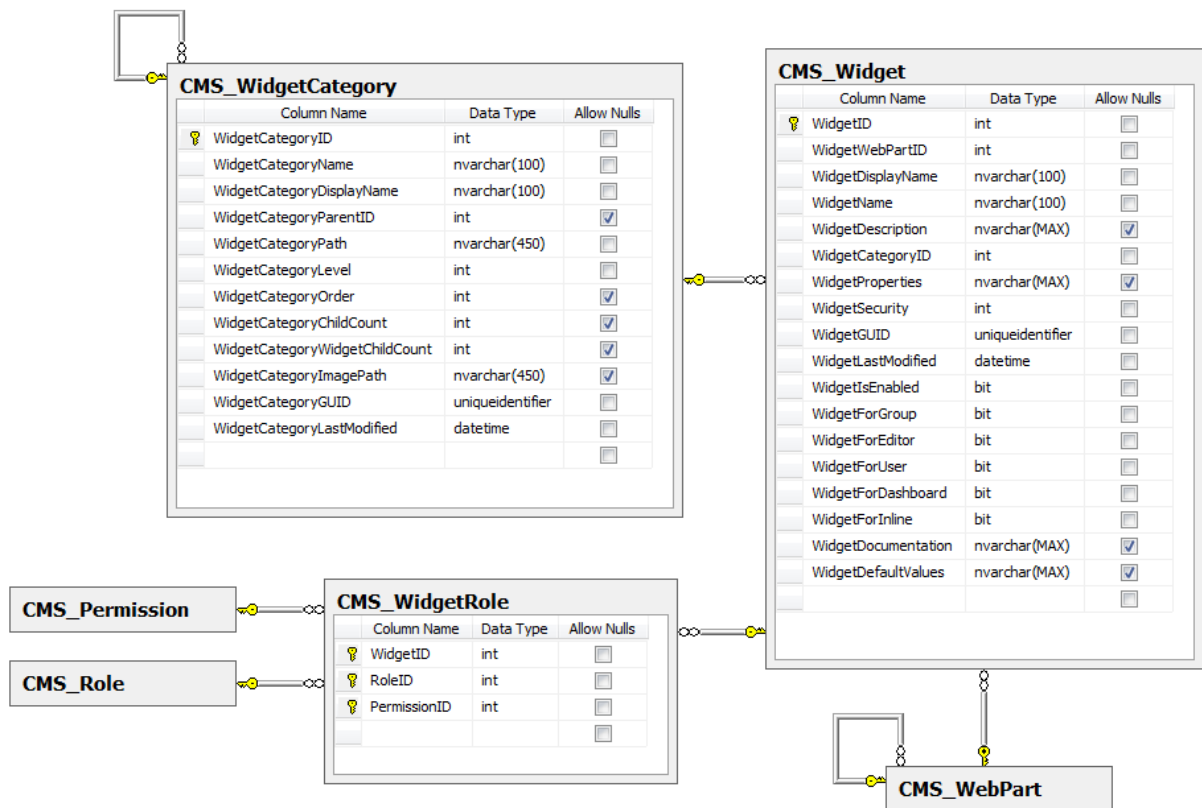 CMS_WidgetCategory
Column Name Data Type Allow Nulls
WidgetCategoryID int
WidgetCategoryName nvarchar(100)
WidgetCategoryDisplayName nvarchar(100)
WidgetCategoryParentID int
WidgetCategoryPath nvarchar(450)
WidgetCategoryLevel int
WidgetCategoryOrder int
WidgetCategoryChildCount int
WidgetCategoryWidgetChildCount int
WidgetCategoryImagePath nvarchar(450)
WidgetCategoryGUID uniqueidentifier
WidgetCategoryLastModified datetime
CMS_Widget
Column Name Data Type Allow Nulls
WidgetID int
WidgetWebPartID int
WidgetDisplayName nvarchar(100)
WidgetName nvarchar(100)
WidgetDescription nvarchar(MAX)
WidgetCategoryID int
WidgetProperties nvarchar(MAX)
WidgetSecurity int
WidgetGUID uniqueidentifier
WidgetLastModified datetime
WidgetIsEnabled bit
WidgetForGroup bit
WidgetForEditor bit
WidgetForUser bit
WidgetForDashboard bit
WidgetForInline bit
WidgetDocumentation nvarchar(MAX)
WidgetDefaultValues nvarchar(MAX)
CMS_Permission
CMS_Role
CMS_WidgetRole
Column Name Data Type Allow Nulls
WidgetID int
RoleID int
PermissionID int
CMS_WebPart